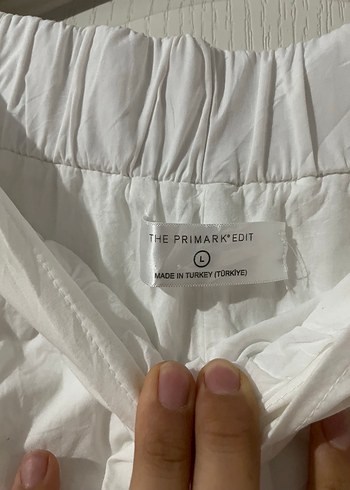 THE PRIMARK® EDIT
L
MADE IN TURKEY (TÜRKİYE)